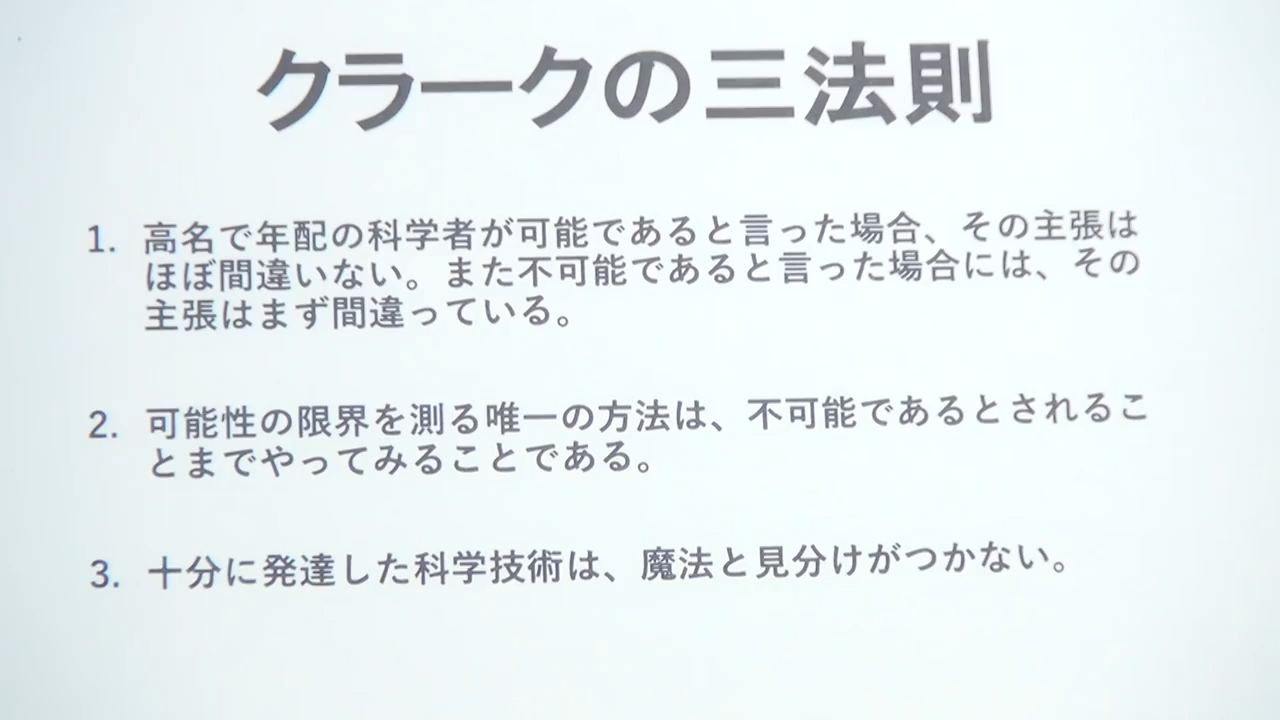 クラークの三法則
1. 高名で年配の科学者が可能であると言った場合、その主張は
ほぼ間違いない。また不可能であると言った場合には、その
主張はまず間違っている。
2. 可能性の限界を測る唯一の方法は、不可能であるとされるこ
とまでやってみることである。
3. 十分に発達した科学技術は、魔法と見分けがつかない。